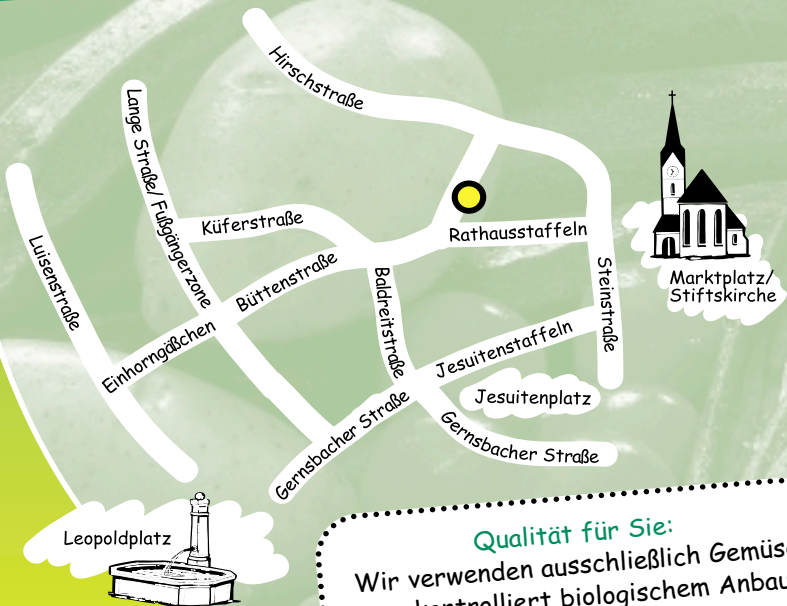 Hirschstraße
Lange Straße/ Fußgängerzone
Küferstraße
Rathausstaffeln
Luisenstraße
Büttenstraße
Baldreitstraße
Steinstraße
Marktplatz/
Stiftskirche
Einhorngäßchen
Jesuitenstaffeln
Jesuitenplatz
Gernsbacher Straße
Gernsbacher Straße
Leopoldplatz
Qualität für Sie:
Wir verwenden ausschließlich Gemüse
kontrolliert biologischem Anbau